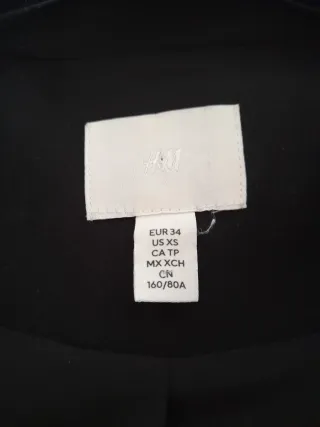 H&M
EUR 34
US XS
CA TP
MX XCH
CN
160/80A